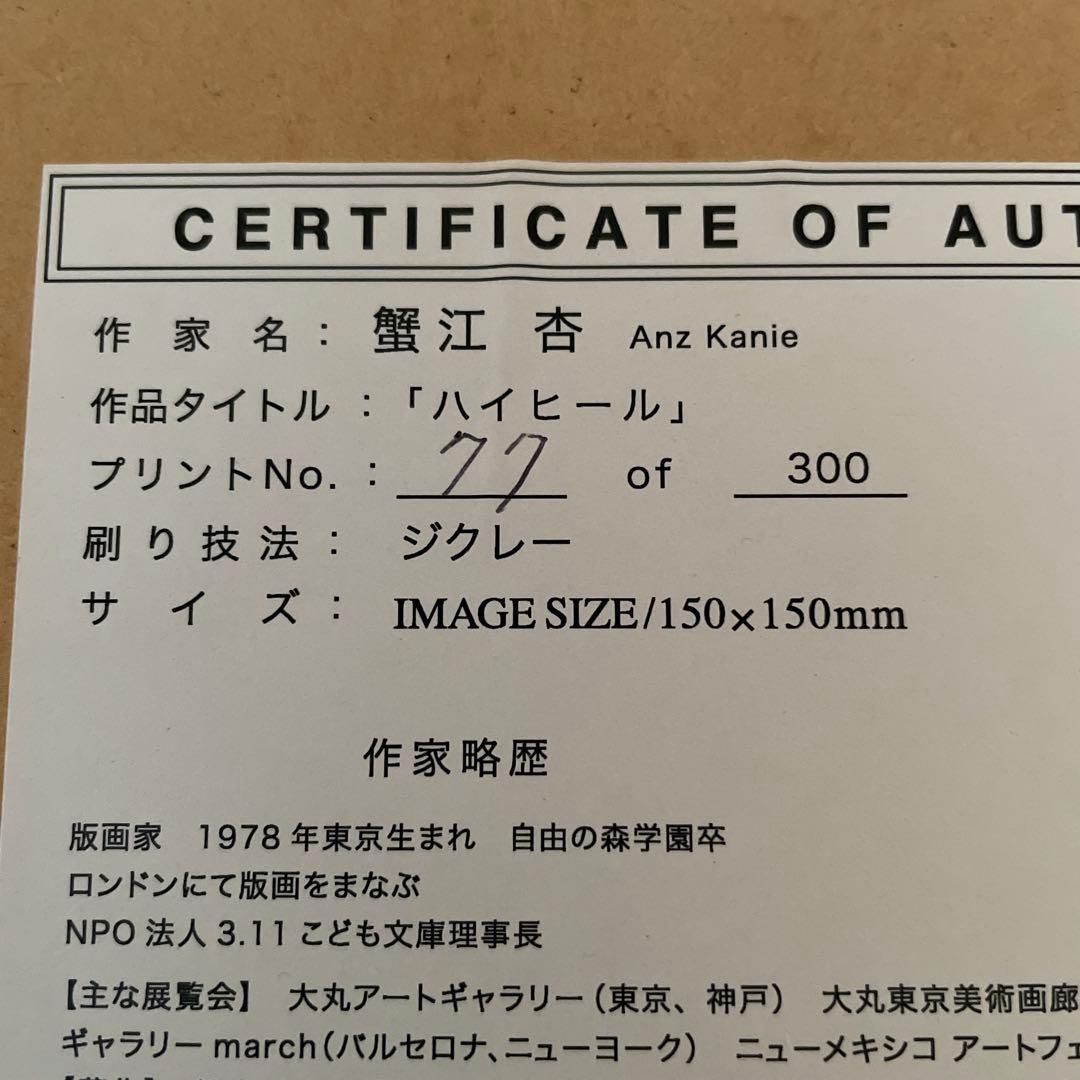 CERTIFICATE OF AUT
作家名：蟹江 杏 Anz Kanie
作品タイトル：「ハイヒール」
プリントNo.：77 of 300
刷り技法：ジクレー
サイズ：IMAGE SIZE/150×150mm
作家略歴
版画家　1978年東京生まれ　自由の森学園卒
ロンドンにて版画をまなぶ
NPO法人3.11こども文庫理事長
【主な展覧会】　大丸アートギャラリー（東京、神戸）　大丸東京美術画廊
ギャラリーmarch（バルセロナ、ニューヨーク）　ニューメキシコ アートフェ